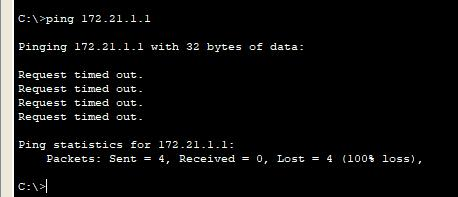 C:\>ping 172.21.1.1
Pinging 172.21.1.1 with 32 bytes of data:
Request timed out.
Request timed out.
Request timed out.
Request timed out.
Ping statistics for 172.21.1.1:
    Packets: Sent = 4, Received = 0, Lost = 4 (100% loss),
C:\>